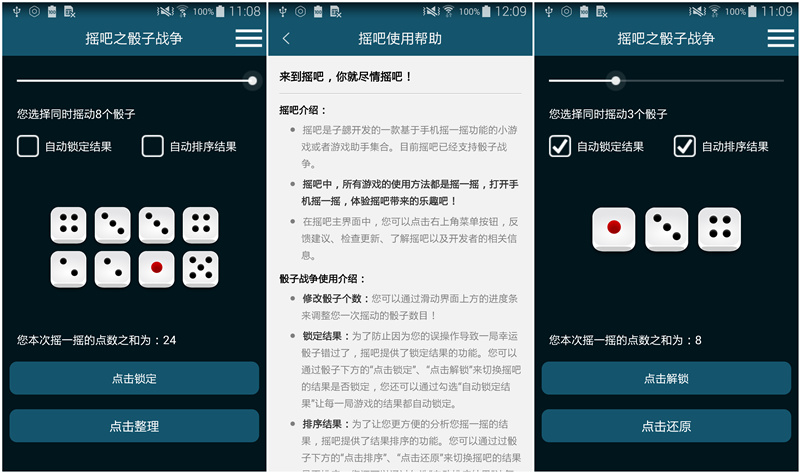 100% 11:08
摇吧之骰子战争
您选择同时摇动8个骰子
自动锁定结果
自动排序结果
您本次摇一摇的点数之和为：24
点击锁定
点击整理
100% 12:09
摇吧使用帮助
来到摇吧，你就尽情摇吧！
摇吧介绍：
摇吧是子勰开发的一款基于手机摇一摇功能的小游
戏或者游戏助手集合。目前摇吧已经支持骰子战
争。
摇吧中，所有游戏的使用方法都是摇一摇，打开手
机摇一摇，体验摇吧带来的乐趣吧！
在摇吧主界面中，您可以点击右上角菜单按钮，反
馈建议、检查更新、了解摇吧以及开发者的相关信
息。
骰子战争使用介绍：
修改骰子个数：您可以通过滑动界面上方的进度条
来调整您一次摇动的骰子数目！
锁定结果：为了防止因为您的误操作导致一局幸运
骰子错过了，摇吧提供了锁定结果的功能。您可以
通过骰子下方的“点击锁定”、“点击解锁”来切换摇吧
的结果是否锁定，您还可以通过勾选“自动锁定结
果”让每一局游戏的结果都自动锁定。
排序结果：为了让您更方便的分析您摇一摇的结
果，摇吧提供了结果排序的功能。您可以通过过骰
子下方的“点击排序”、“点击还原”来切换摇吧的结果
100% 11:09
摇吧之骰子战争
您选择同时摇动3个骰子
自动锁定结果
自动排序结果
您本次摇一摇的点数之和为：8
点击解锁
点击还原